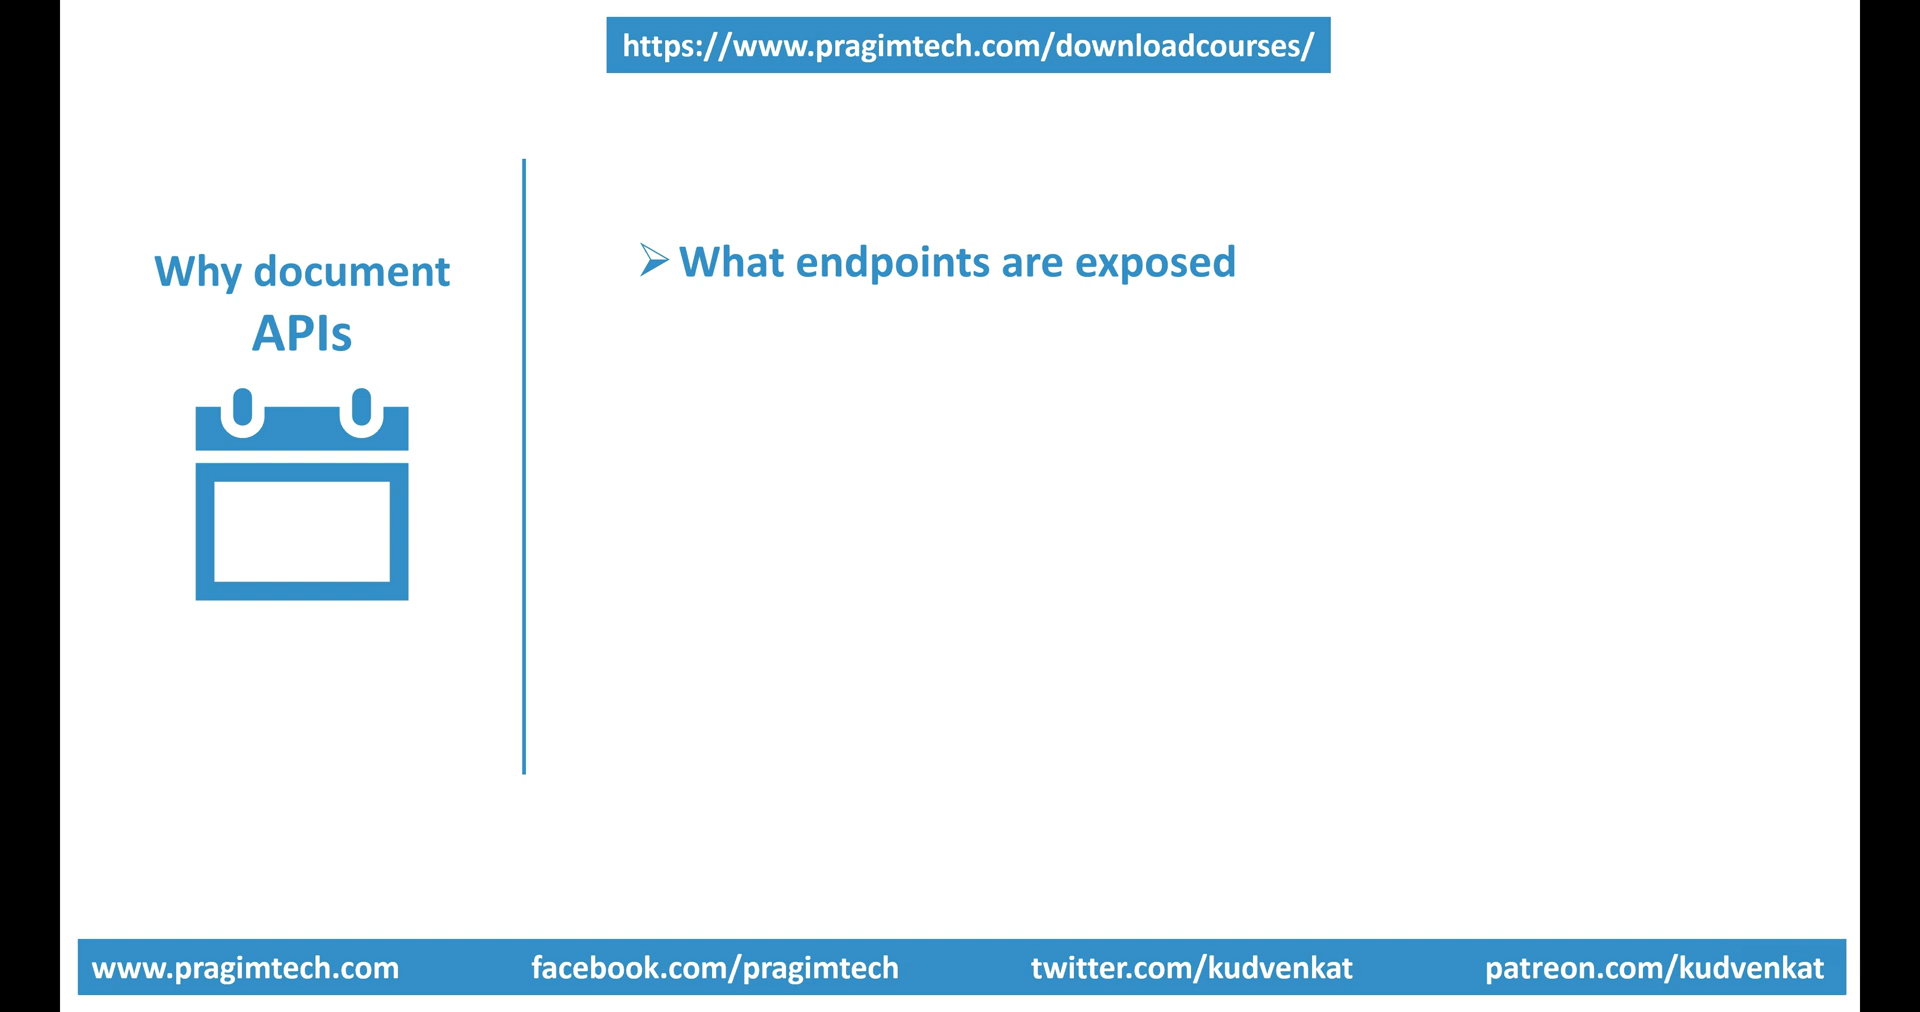 https://www.pragimtech.com/downloadcourses/
Why document
APIs
What endpoints are exposed
www.pragimtech.com facebook.com/pragimtech twitter.com/kudvenkat patreon.com/kudvenkat